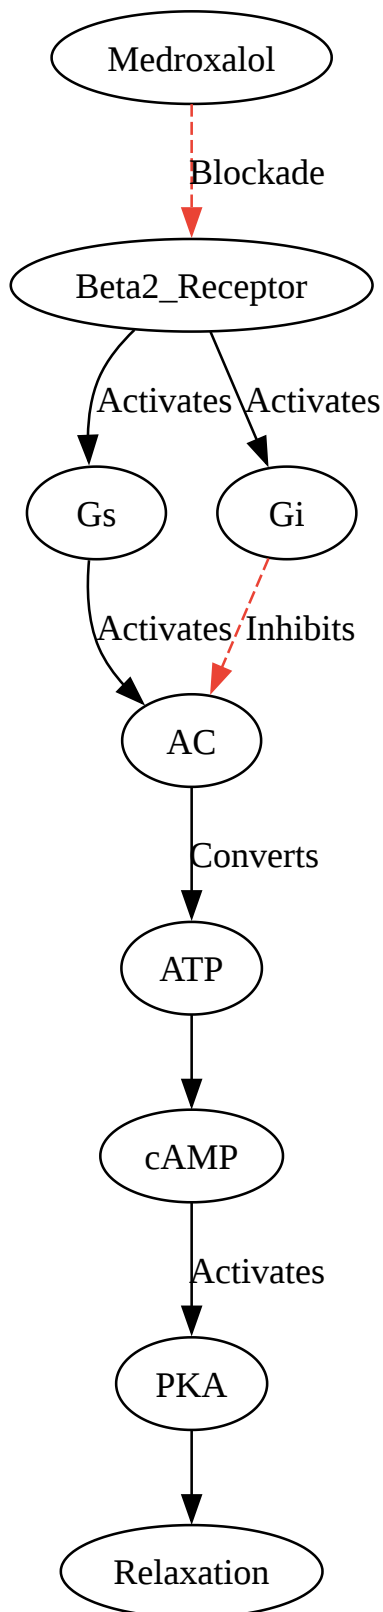 Medroxalol
Blockade
Beta2_Receptor
Activates
Activates
Gs
Gi
Activates
Inhibits
AC
Converts
ATP
cAMP
Activates
PKA
Relaxation